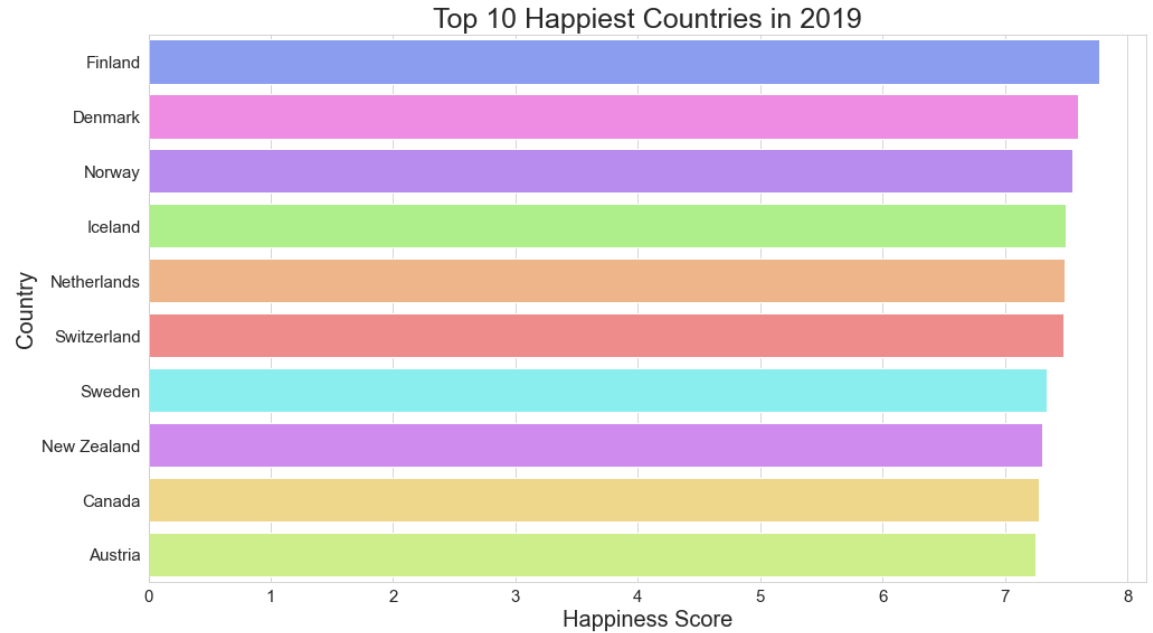 Top 10 Happiest Countries in 2019
Country
Finland
Denmark
Norway
Iceland
Netherlands
Switzerland
Sweden
New Zealand
Canada
Austria
0 1 2 3 4 5 6 7 8
Happiness Score